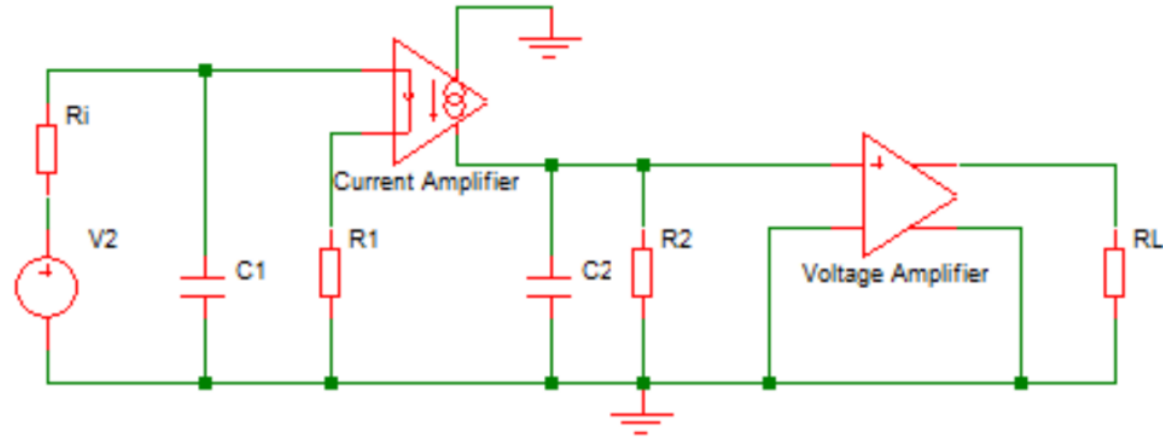 Ri
Current Amplifier
V2
R1
R2
RL
C1
C2
Voltage Amplifier